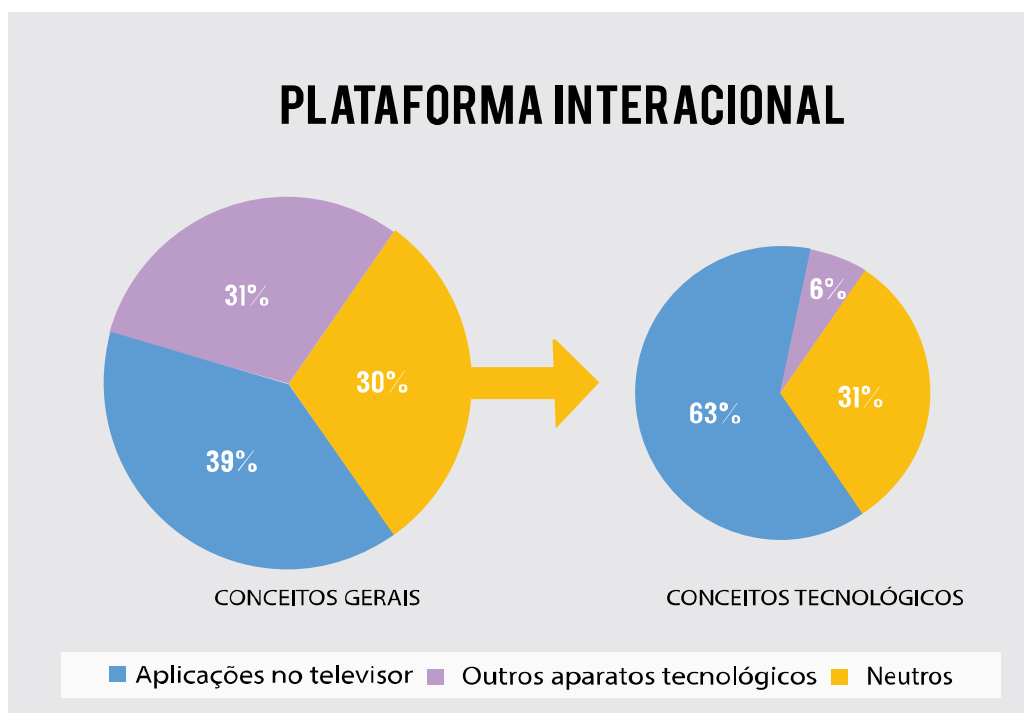 PLATAFORMA INTERACIONAL
31%
30%
39%
6%
31%
63%
CONCEITOS GERAIS
CONCEITOS TECNOLÓGICOS
Aplicações no televisor Outros aparatos tecnológicos Neutros